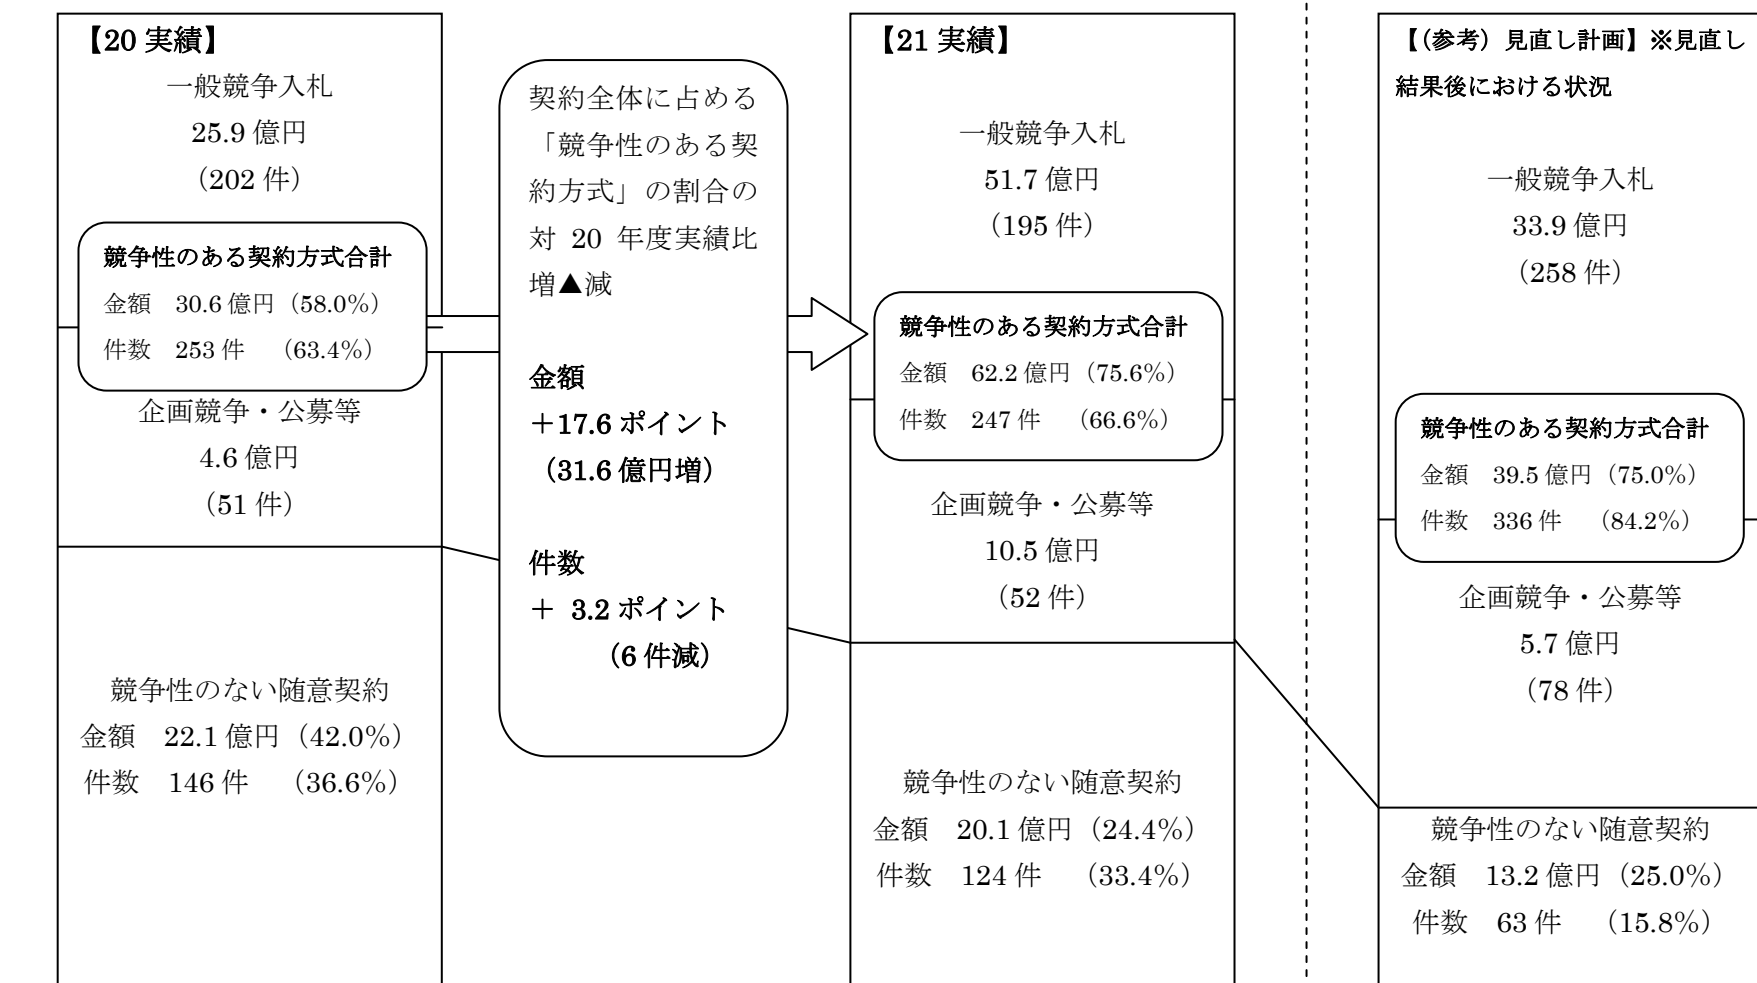 【20 実績】
一般競争入札
25.9 億円
（202 件）
競争性のある契約方式合計
金額　30.6 億円（58.0％）
件数　253 件　（63.4％）
企画競争・公募等
4.6 億円
（51 件）
競争性のない随意契約
金額　22.1 億円（42.0％）
件数　146 件　（36.6％）
契約全体に占める
「競争性のある契
約方式」の割合の
対 20 年度実績比
増▲減
金額
＋17.6 ポイント
（31.6 億円増）
件数
＋ 3.2 ポイント
（6 件減）
【21 実績】
一般競争入札
51.7 億円
（195 件）
競争性のある契約方式合計
金額　62.2 億円（75.6％）
件数　247 件　（66.6％）
企画競争・公募等
10.5 億円
（52 件）
競争性のない随意契約
金額　20.1 億円（24.4％）
件数　124 件　（33.4％）
【（参考）見直し計画】※見直し
結果後における状況
一般競争入札
33.9 億円
（258 件）
競争性のある契約方式合計
金額　39.5 億円（75.0％）
件数　336 件　（84.2％）
企画競争・公募等
5.7 億円
（78 件）
競争性のない随意契約
金額　13.2 億円（25.0％）
件数　63 件　（15.8％）